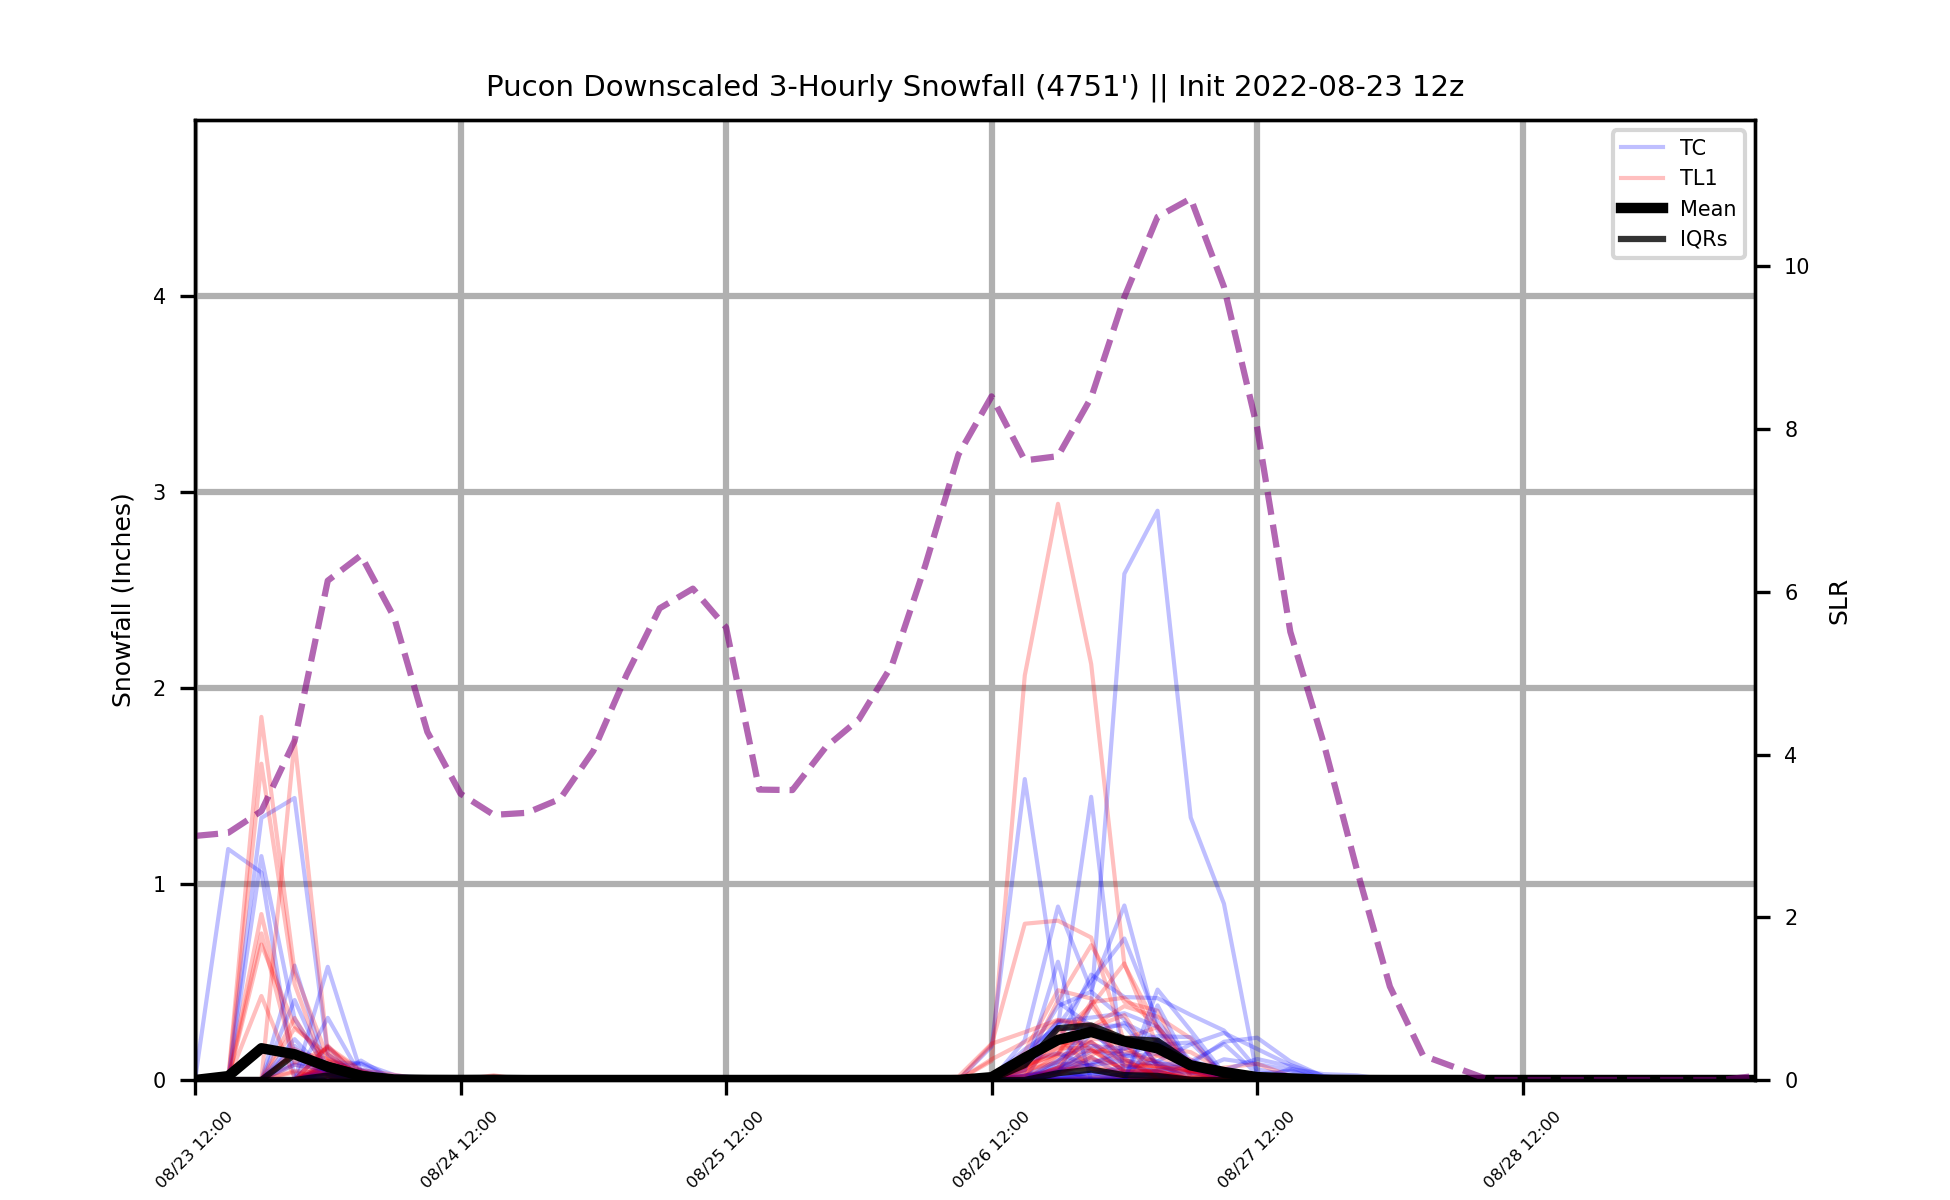 Pucon Downscaled 3-Hourly Snowfall (4751') || Init 2022-08-23 12z
TC
TL1
Mean
IQRs
Snowfall (Inches)
4
3
2
1
0
SLR
10
8
6
4
2
0
08/23 12:00
08/24 12:00
08/25 12:00
08/26 12:00
08/27 12:00
08/28 12:00